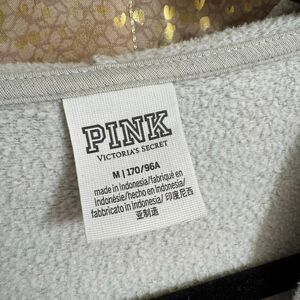 PINK
VICTORIA'S SECRET
M | 170/96A
made in Indonesia/fabriqué en
Indonésie/hecho en Indonesia/
fabbricato in Indonesia/ 印度尼西
亚制造